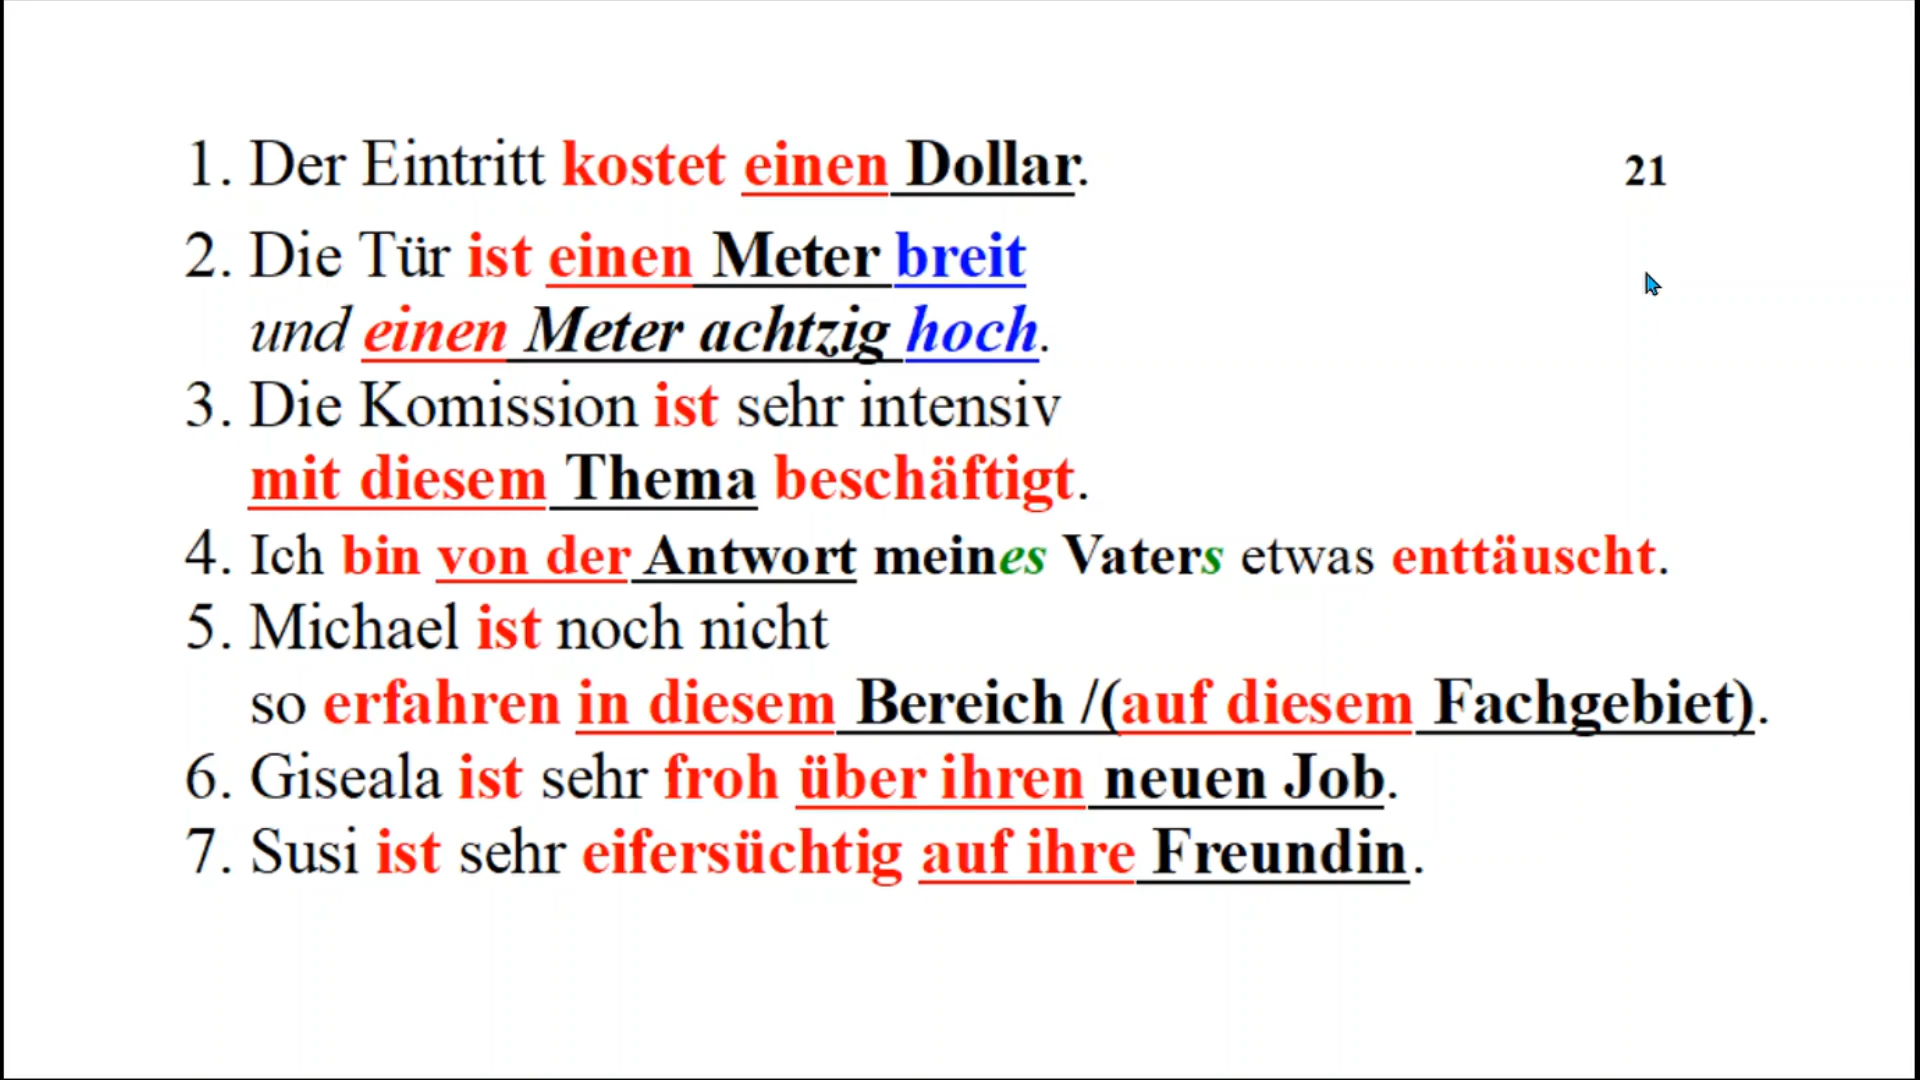 1. Der Eintritt kostet einen Dollar. 21
2. Die Tür ist einen Meter breit
und einen Meter achtzig hoch.
3. Die Komission ist sehr intensiv
mit diesem Thema beschäftigt.
4. Ich bin von der Antwort meines Vaters etwas enttäuscht.
5. Michael ist noch nicht
so erfahren in diesem Bereich /(auf diesem Fachgebiet).
6. Giseala ist sehr froh über ihren neuen Job.
7. Susi ist sehr eifersüchtig auf ihre Freundin.